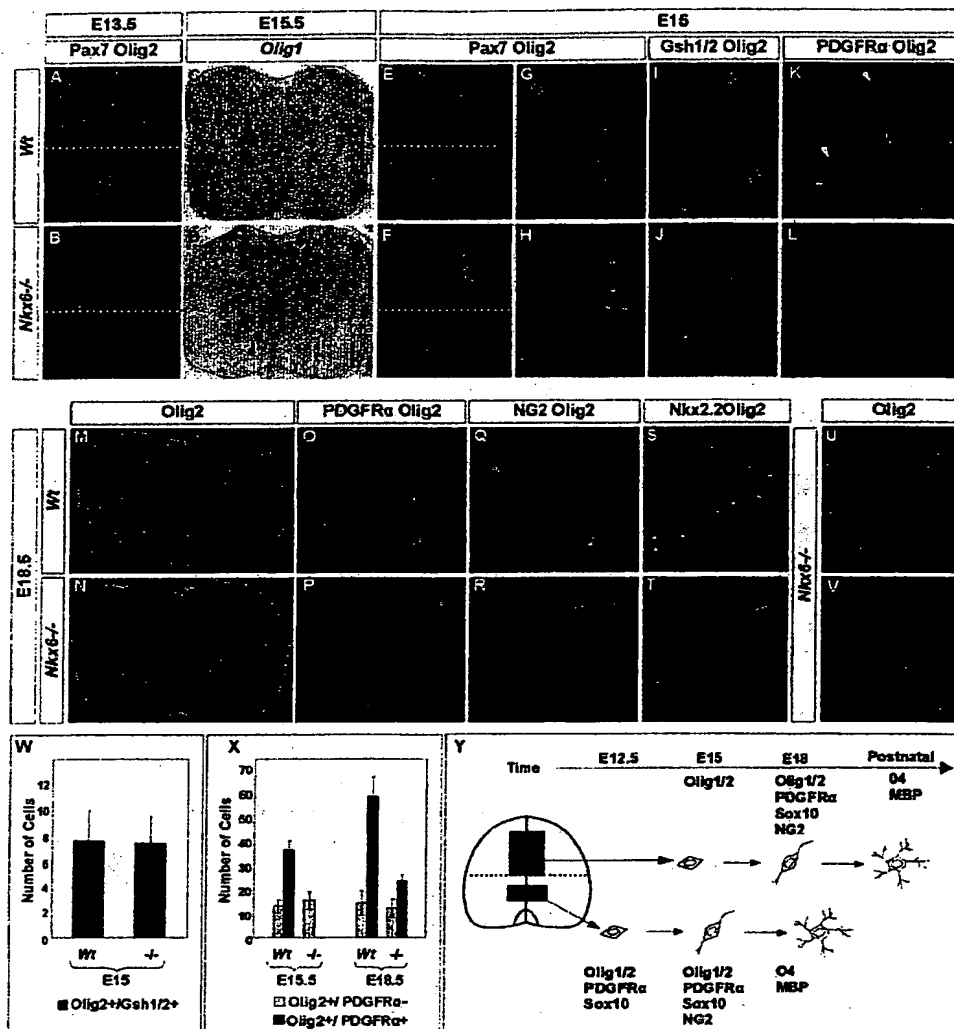 E13.5 E15.5 E15
Pax7 Olig2 Olig1 Pax7 Olig2 Gsh1/2 Olig2 PDGFRα Olig2
Wt
A E G I K
Nkx6-/-
B F H J L
Olig2 PDGFRα Olig2 NG2 Olig2 Nkx2.2Olig2 Olig2
E18.5
Wt
M O Q S U
Nkx6-/-
N P R T V
Nkx6-/-
W
Number of Cells
12
10
8
6
4
2
0
Wt -/-
E15
Olig2+/Gsh1/2+
X
Number of Cells
70
60
50
40
30
20
10
0
Wt -/- Wt -/-
E15.5 E18.5
Olig2+/ PDGFRα-
Olig2+/ PDGFRα+
Y
Time E12.5 E15 E18 Postnatal
Olig1/2 Olig1/2 O4
PDGFRα MBP
Sox10
NG2
Olig1/2 Olig1/2 O4
PDGFRα PDGFRα MBP
Sox10 Sox10
NG2